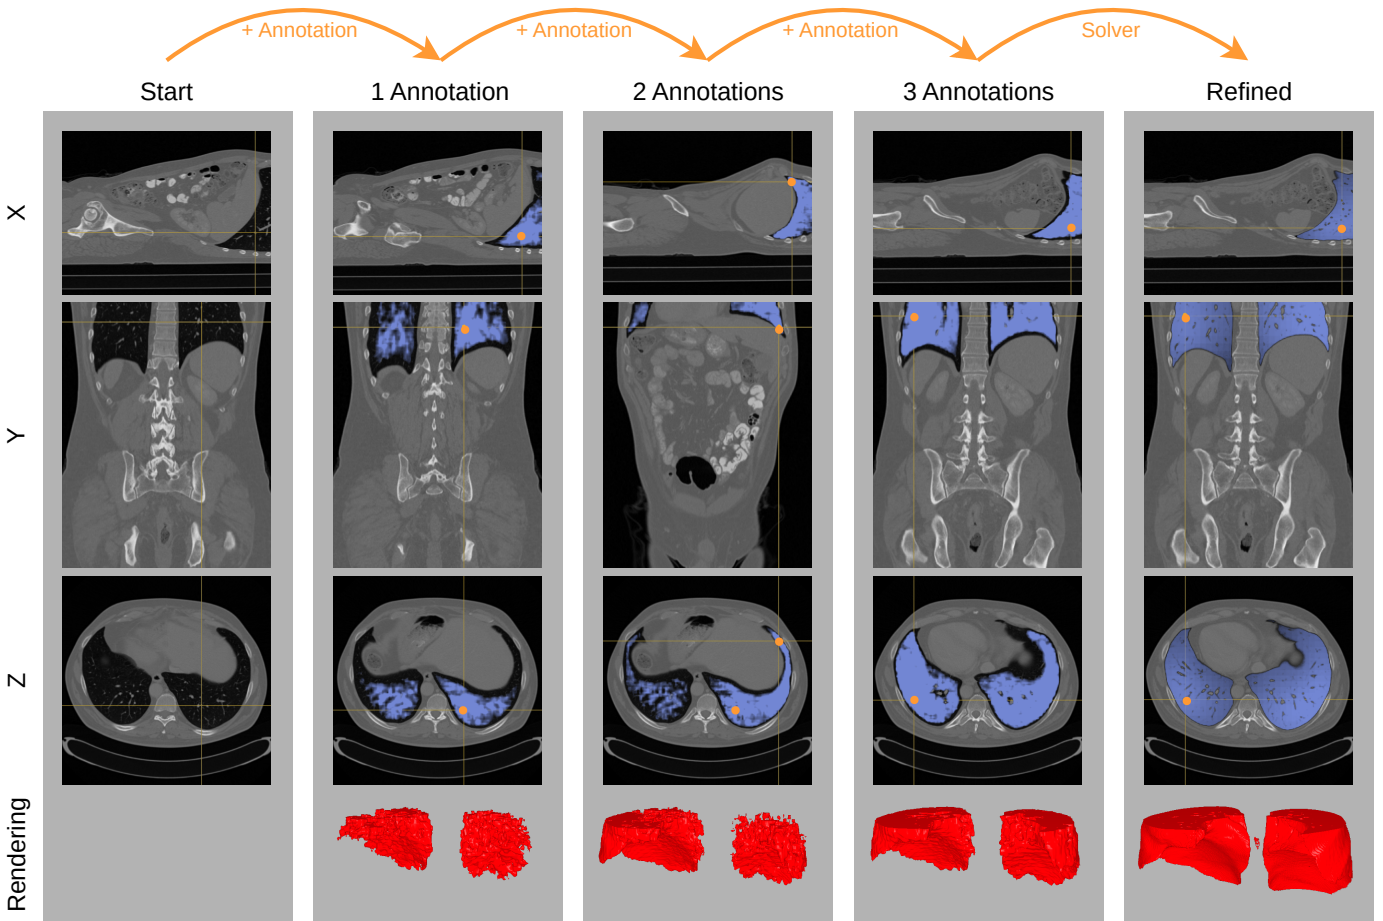 + Annotation
+ Annotation
+ Annotation
Solver
Start
1 Annotation
2 Annotations
3 Annotations
Refined
X
Y
Z
Rendering